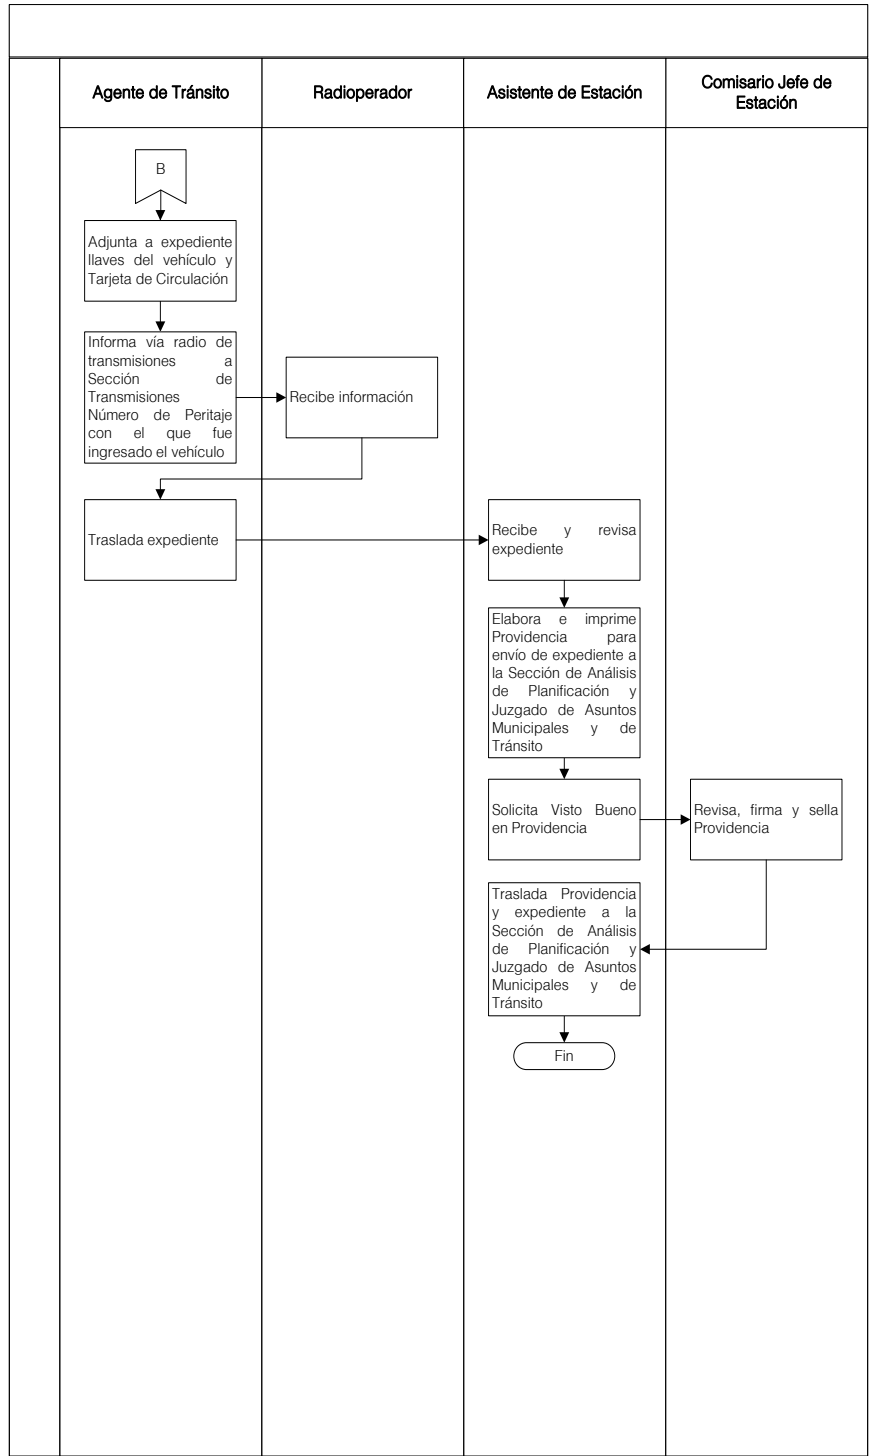 Agente de Tránsito
Radioperador
Asistente de Estación
Comisario Jefe de
Estación
B
Adjunta a expediente
llaves del vehículo y
Tarjeta de Circulación
Informa vía radio de
transmisiones a
Sección de
Transmisiones
Número de Peritaje
con el que fue
ingresado el vehículo
Recibe información
Traslada expediente
Recibe y revisa
expediente
Elabora e imprime
Providencia para
envío de expediente a
la Sección de Análisis
de Planificación y
Juzgado de Asuntos
Municipales y de
Tránsito
Solicita Visto Bueno
en Providencia
Revisa, firma y sella
Providencia
Traslada Providencia
y expediente a la
Sección de Análisis
de Planificación y
Juzgado de Asuntos
Municipales y de
Tránsito
Fin